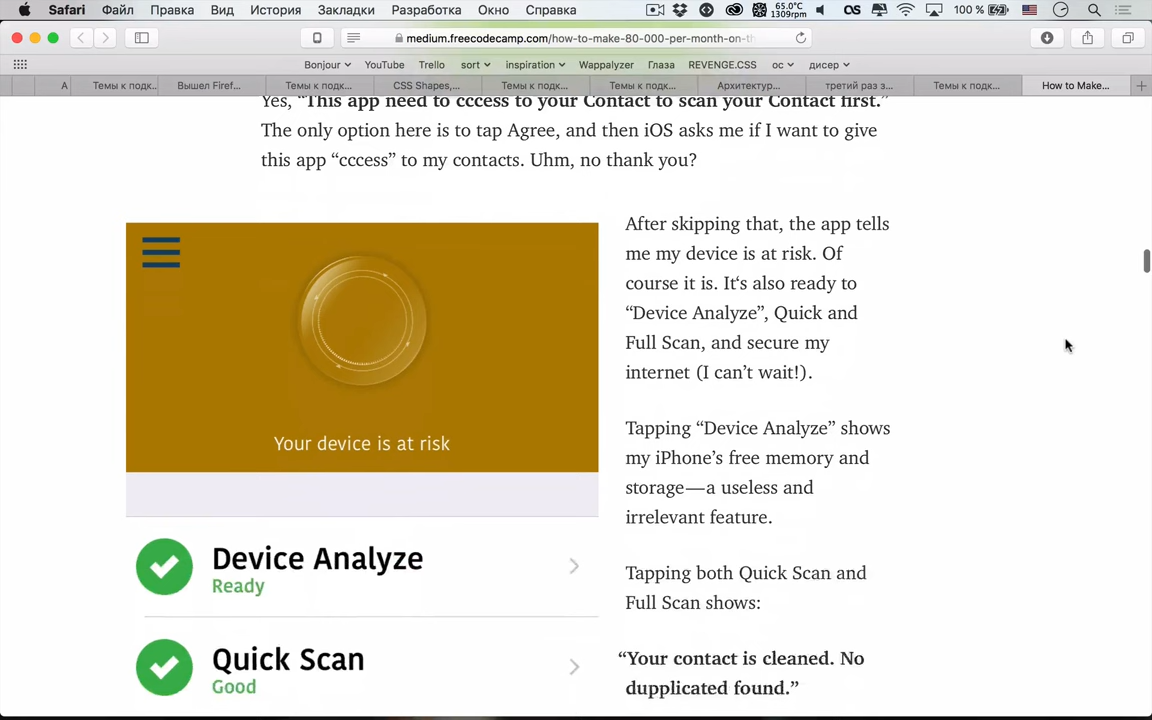 Safari Файл Правка Вид История Закладки Разработка Окно Справка 65.0°C 1309rpm 100 %
medium.freecodecamp.com/how-to-make-80-000-per-month-on-th
Bonjour YouTube Trello sort inspiration Wappalyzer Глаза REVENGE.CSS ос дисер
А Темы к подк... Вышел Firef... Темы к подк... CSS Shapes,... Темы к подк... Темы к подк... Архитектур... третий раз з... Темы к подк... How to Make...
Yes, “This app need to cccess to your Contact to scan your Contact first.”
The only option here is to tap Agree, and then iOS asks me if I want to give
this app “cccess” to my contacts. Uhm, no thank you?
Your device is at risk
Device Analyze
Ready
Quick Scan
Good
After skipping that, the app tells
me my device is at risk. Of
course it is. It‘s also ready to
“Device Analyze”, Quick and
Full Scan, and secure my
internet (I can’t wait!).
Tapping “Device Analyze” shows
my iPhone’s free memory and
storage — a useless and
irrelevant feature.
Tapping both Quick Scan and
Full Scan shows:
“Your contact is cleaned. No
dupplicated found.”